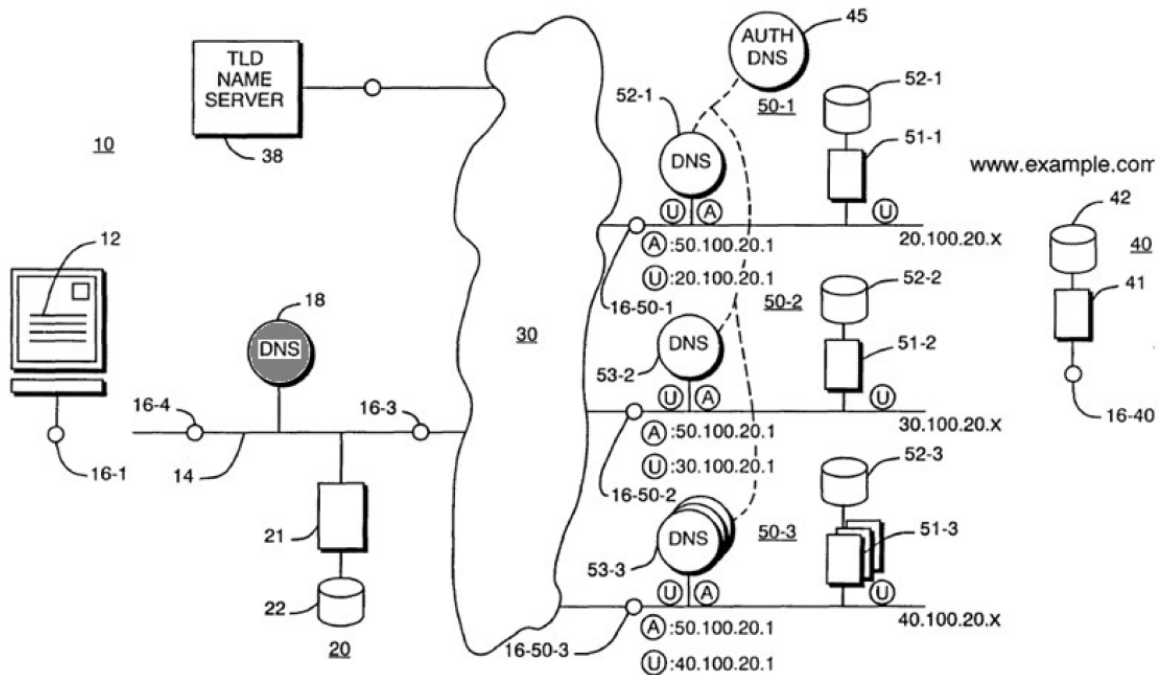 TLD
NAME
SERVER
38
10
12
16-1
16-4
14
18
DNS
16-3
21
22
20
30
45
AUTH
DNS
52-1
50-1
DNS
52-1
51-1
U
A
U
A :50.100.20.1
U :20.100.20.1
20.100.20.X
16-50-1
www.example.com
42
40
41
16-40
DNS
53-2
50-2
52-2
51-2
U
A
U
A :50.100.20.1
U :30.100.20.1
30.100.20.X
16-50-2
DNS
53-3
50-3
52-3
51-3
U
A
U
A :50.100.20.1
U :40.100.20.1
40.100.20.X
16-50-3